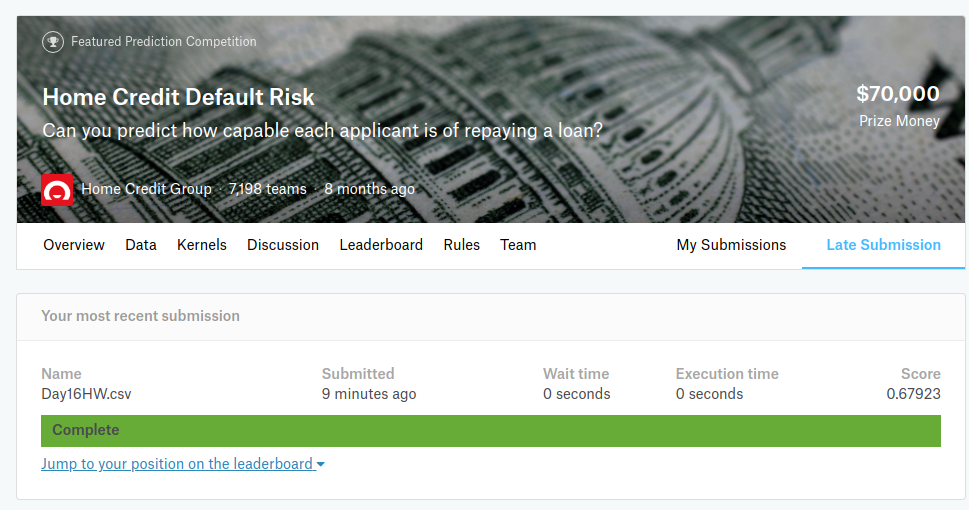 Featured Prediction Competition
Home Credit Default Risk
Can you predict how capable each applicant is of repaying a loan?
$70,000
Prize Money
Home Credit Group · 7,198 teams · 8 months ago
Overview Data Kernels Discussion Leaderboard Rules Team My Submissions Late Submission
Your most recent submission
Name Submitted Wait time Execution time Score
Day16HW.csv 9 minutes ago 0 seconds 0 seconds 0.67923
Complete
Jump to your position on the leaderboard